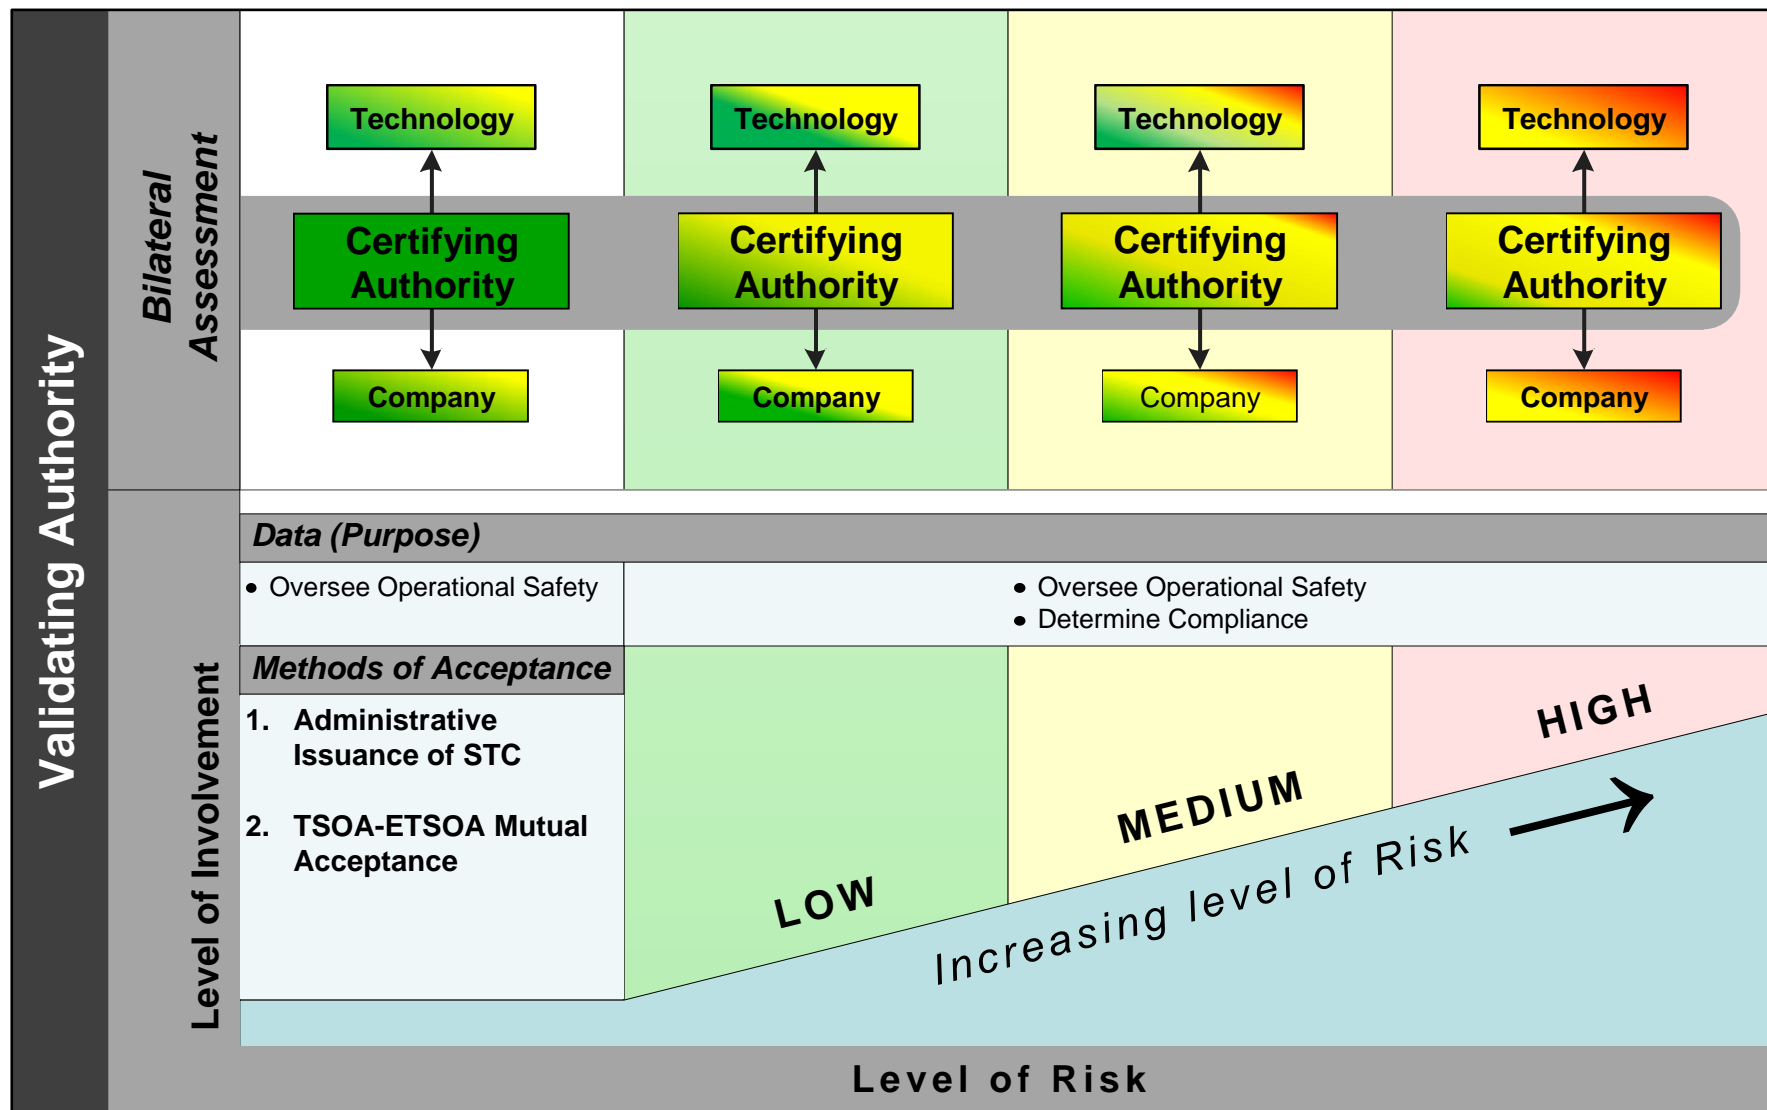 Validating Authority
Bilateral
Assessment
Technology
Technology
Technology
Technology
Certifying
Authority
Certifying
Authority
Certifying
Authority
Certifying
Authority
Company
Company
Company
Company
Level of Involvement
Data (Purpose)
• Oversee Operational Safety
• Oversee Operational Safety
• Determine Compliance
Methods of Acceptance
1. Administrative
Issuance of STC
2. TSOA-ETSOA Mutual
Acceptance
LOW
MEDIUM
HIGH
Increasing level of Risk
Level of Risk